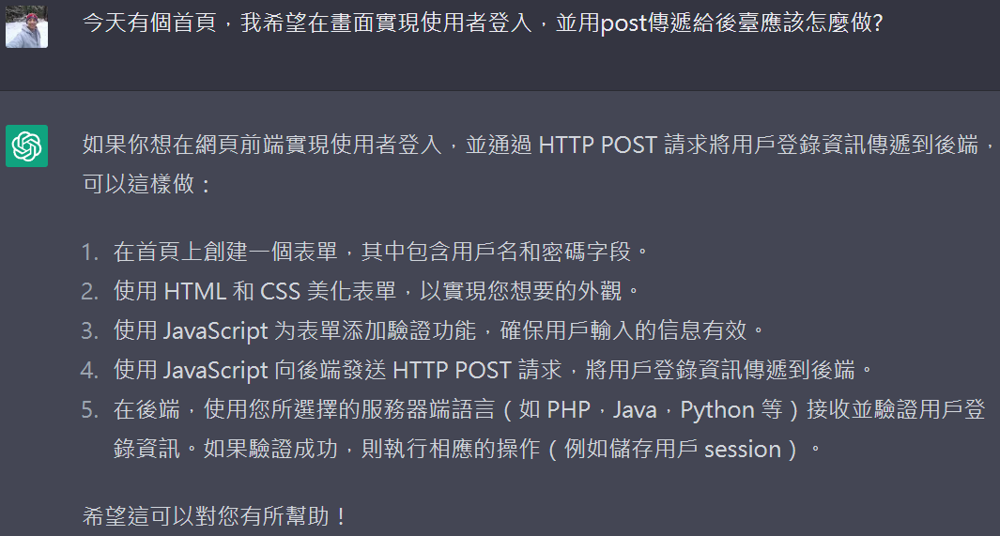 今天有個首頁，我希望在畫面實現使用者登入，並用post傳遞給後臺應該怎麼做?
如果你想在網頁前端實現使用者登入，並通過 HTTP POST 請求將用戶登錄資訊傳遞到後端，
可以這樣做：
1. 在首頁上創建一個表單，其中包含用戶名和密碼字段。
2. 使用 HTML 和 CSS 美化表單，以實現您想要的外觀。
3. 使用 JavaScript 为表單添加驗證功能，確保用戶輸入的信息有效。
4. 使用 JavaScript 向後端發送 HTTP POST 請求，將用戶登錄資訊傳遞到後端。
5. 在後端，使用您所選擇的服務器端語言（如 PHP，Java，Python 等）接收並驗證用戶登
錄資訊。如果驗證成功，則執行相應的操作（例如儲存用戶 session）。
希望這可以對您有所幫助！